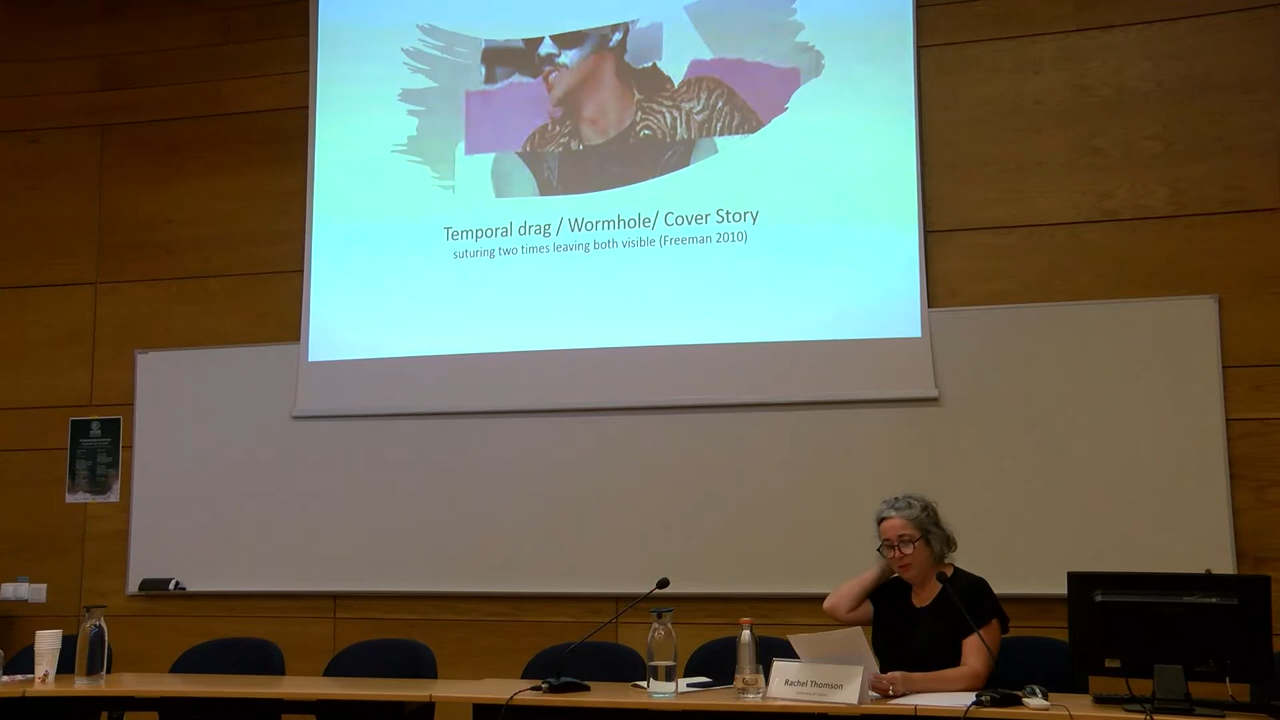 Temporal drag / Wormhole/ Cover Story
suturing two times leaving both visible (Freeman 2010)
Rachel Thomson